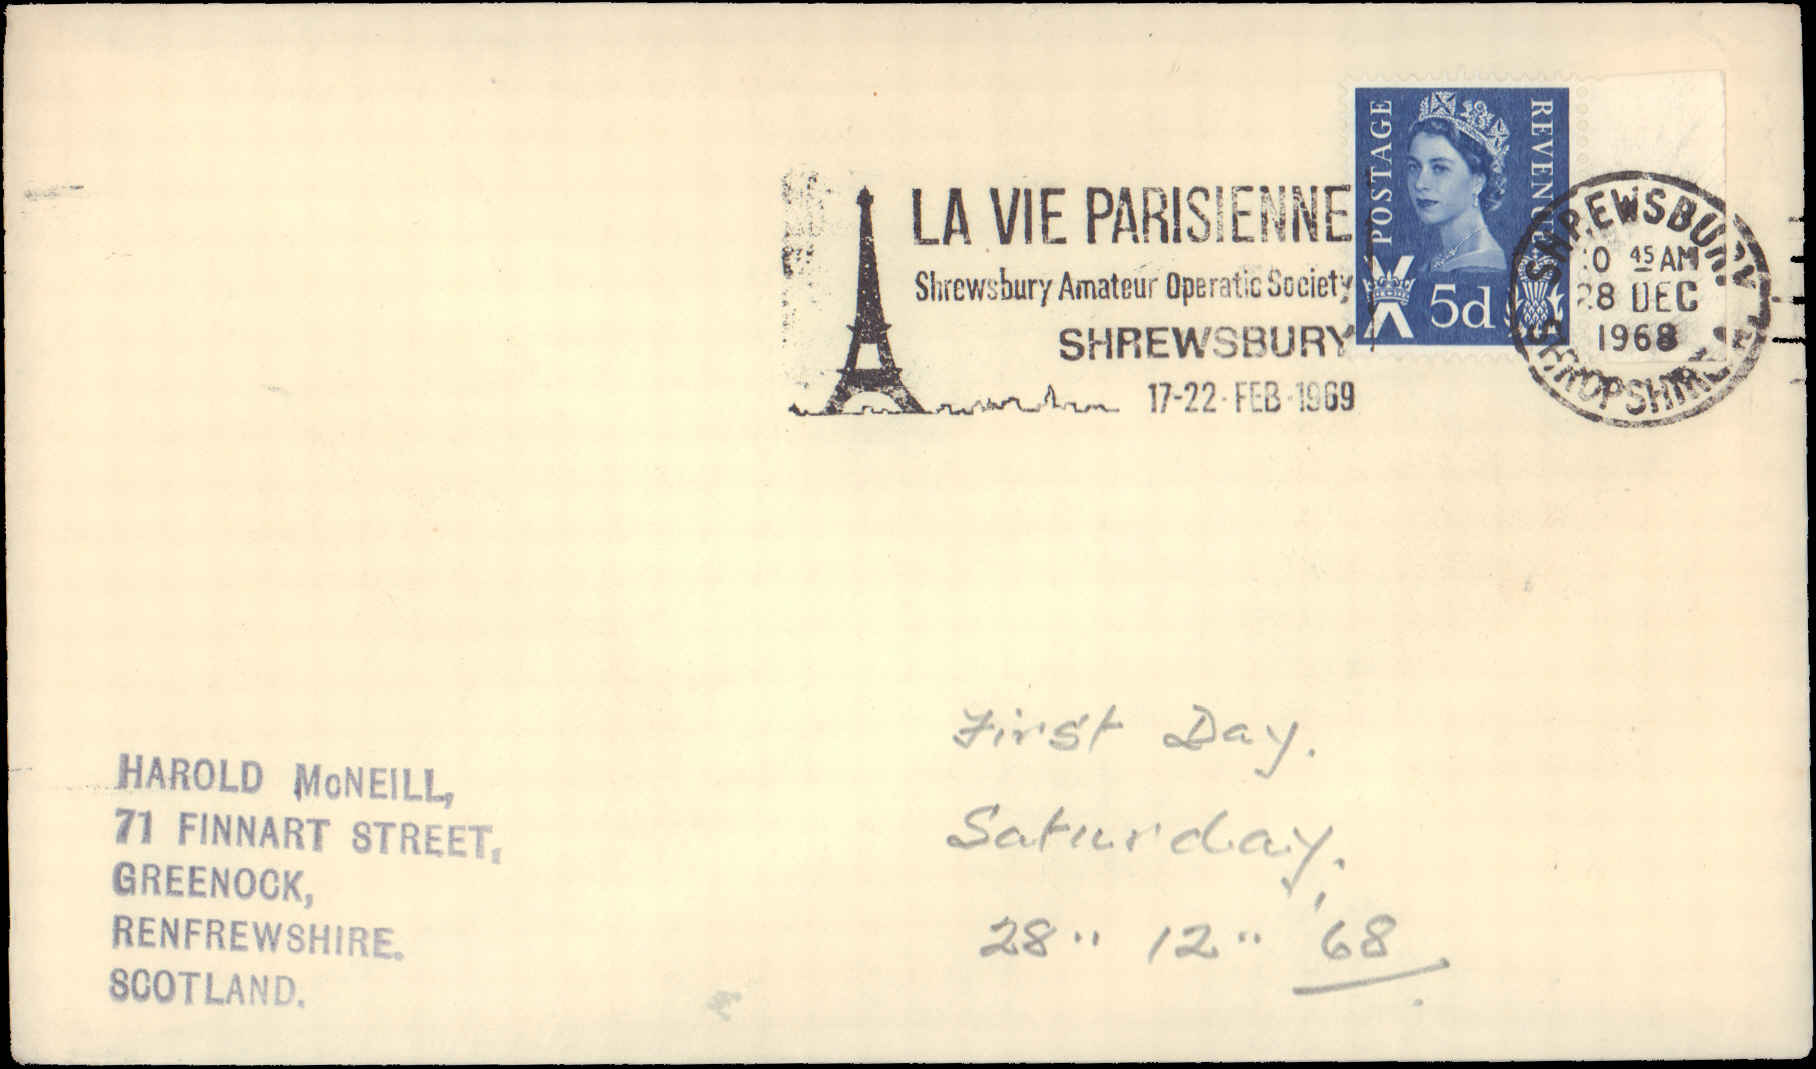 LA VIE PARISIENNE
Shrewsbury Amateur Operatic Society
SHREWSBURY
17-22·FEB·1969
POSTAGE
REVENUE
5d
SHREWSBURY
45 AM
28 DEC
1968
SHROPSHIRE
First Day.
Saturday,
28" 12" '68.
HAROLD McNEILL,
71 FINNART STREET,
GREENOCK,
RENFREWSHIRE.
SCOTLAND.